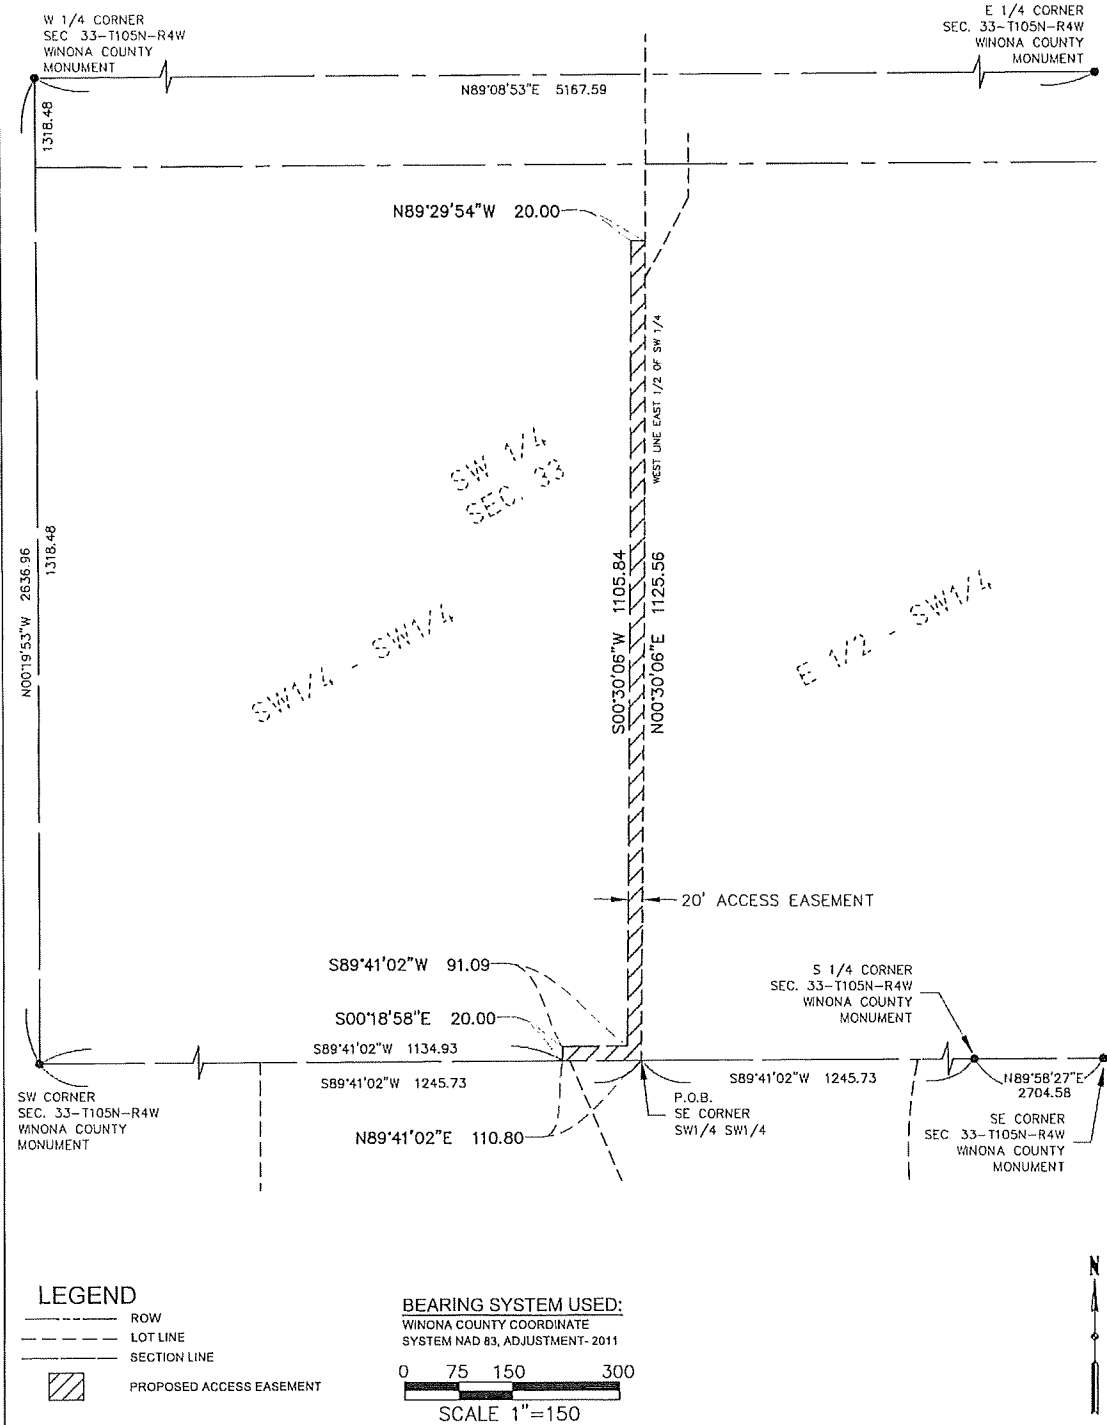 W 1/4 CORNER
SEC 33-T105N-R4W
WINONA COUNTY
MONUMENT
E 1/4 CORNER
SEC. 33-T105N-R4W
WINONA COUNTY
MONUMENT
N89°08'53"E 5167.59
1318.48
N89°29'54"W 20.00
WEST LINE EAST 1/2 OF SW 1/4
SW 1/4
SEC. 33
N00°19'53"W 2636.96
1318.48
S00°30'06"W 1105.84
N00°30'06"E 1125.56
SW1/4 - SW1/4
E 1/2 - SW1/4
20' ACCESS EASEMENT
S89°41'02"W 91.09
S 1/4 CORNER
SEC. 33-T105N-R4W
WINONA COUNTY
MONUMENT
S00°18'58"E 20.00
S89°41'02"W 1134.93
S89°41'02"W 1245.73
S89°41'02"W 1245.73
N89°58'27"E
2704.58
SW CORNER
SEC. 33-T105N-R4W
WINONA COUNTY
MONUMENT
P.O.B.
SE CORNER
SW1/4 SW1/4
SE CORNER
SEC. 33-T105N-R4W
WINONA COUNTY
MONUMENT
N89°41'02"E 110.80
LEGEND
ROW
LOT LINE
SECTION LINE
PROPOSED ACCESS EASEMENT
BEARING SYSTEM USED:
WINONA COUNTY COORDINATE
SYSTEM NAD 83, ADJUSTMENT- 2011
0 75 150 300
SCALE 1"=150
N